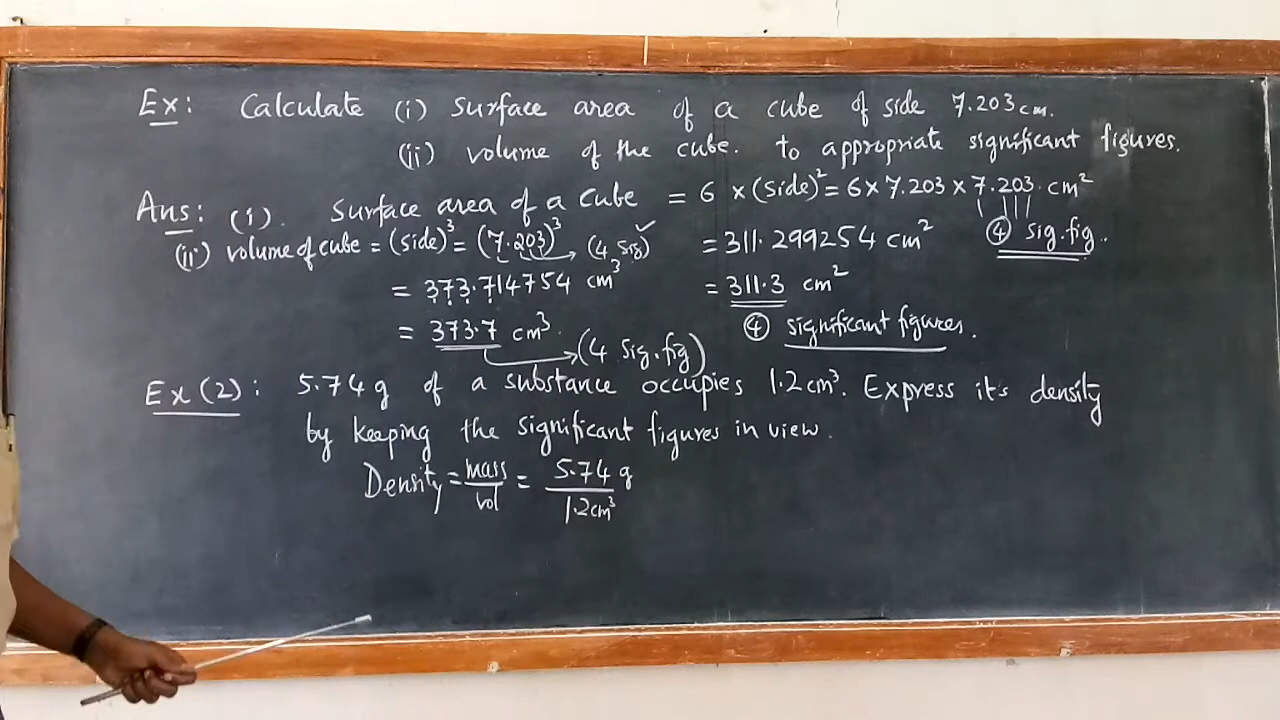 Ex: Calculate (i) surface area of a cube of side 7.203 cm.
(ii) volume of the cube. to appropriate significant figures.
Ans: (i). Surface area of a cube = 6 × (side)² = 6 × 7.203 × 7.203 cm²
④ sig.fig.
= 311.299254 cm²
= 311.3 cm²
④ significant figures.
(ii) volume of cube = (side)³ = (7.203)³ → (4 sig) ✓
= 373.714754 cm³
= 373.7 cm³.
→ (4 sig.fig)
Ex (2): 5.74 g of a substance occupies 1.2 cm³. Express it's density
by keeping the significant figures in view.
Density = mass/vol = 5.74 g/1.2 cm³